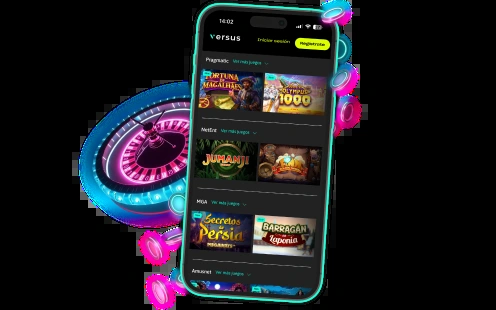 14:02
versus
Iniciar sesión
Regístrate
Pragmatic
Ver más juegos
FORTUNA
DE
MAGALHÃES
OLYMPUS
1000
NetEnt
Ver más juegos
JUMANJI
MGA
Ver más juegos
Secretos
de
Persia
MEGAWAYS
BARRAGÁN
en
Laponia
Amusnet
Ver más juegos